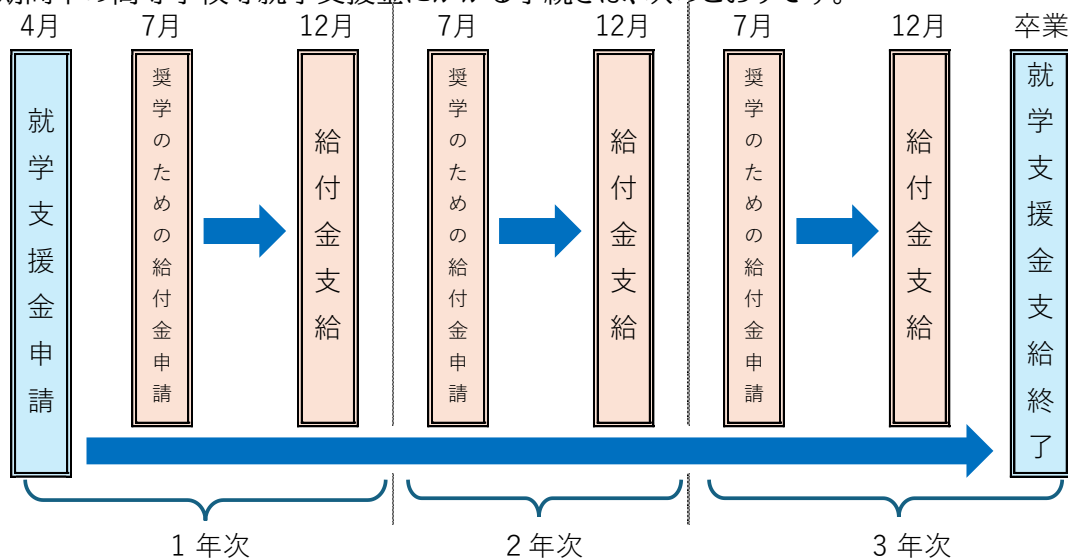 4月
7月
12月
7月
12月
7月
12月
卒業
就学支援金申請
奨学のための給付金申請
給付金支給
奨学のための給付金申請
給付金支給
奨学のための給付金申請
給付金支給
就学支援金支給終了
1 年次
2 年次
3 年次